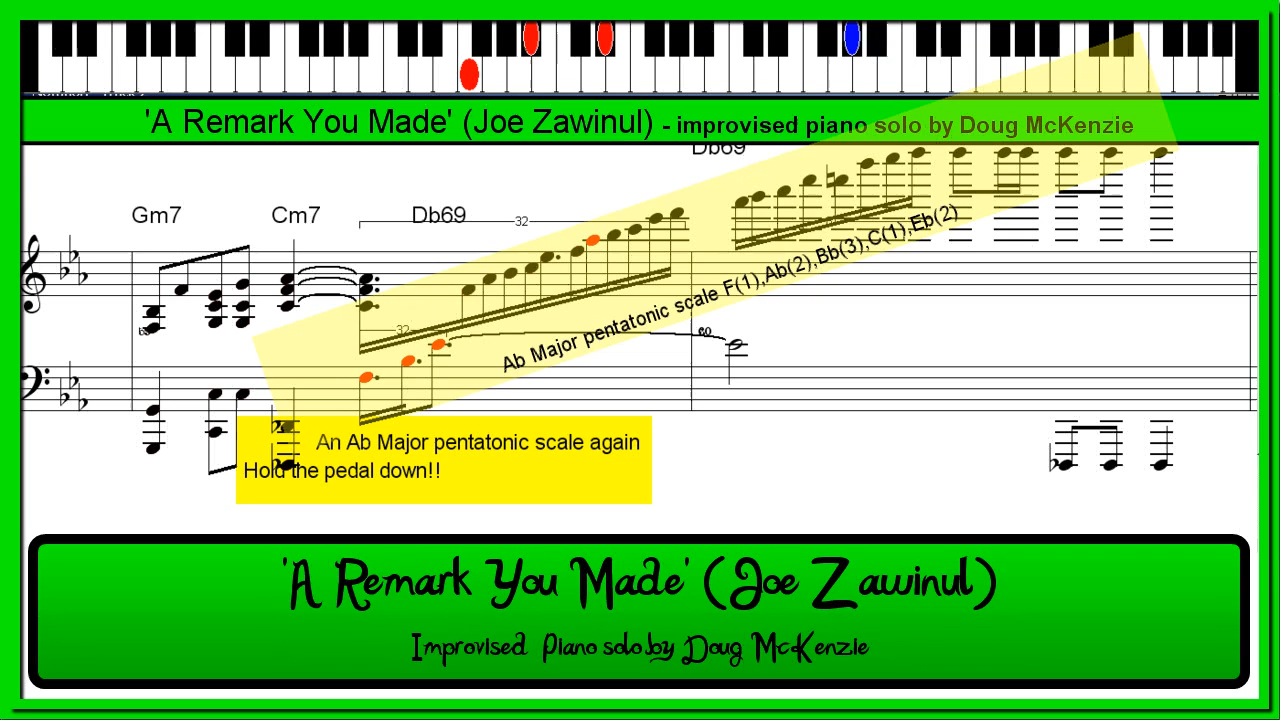 'A Remark You Made' (Joe Zawinul) - improvised piano solo by Doug McKenzie
Db69
Gm7 Cm7 Db69 32
32
60
Ab Major pentatonic scale F(1),Ab(2),Bb(3),C(1),Eb(2)
An Ab Major pentatonic scale again
Hold the pedal down!!
'A Remark You Made' (Joe Zawinul)
Improvised Piano solo by Doug McKenzie